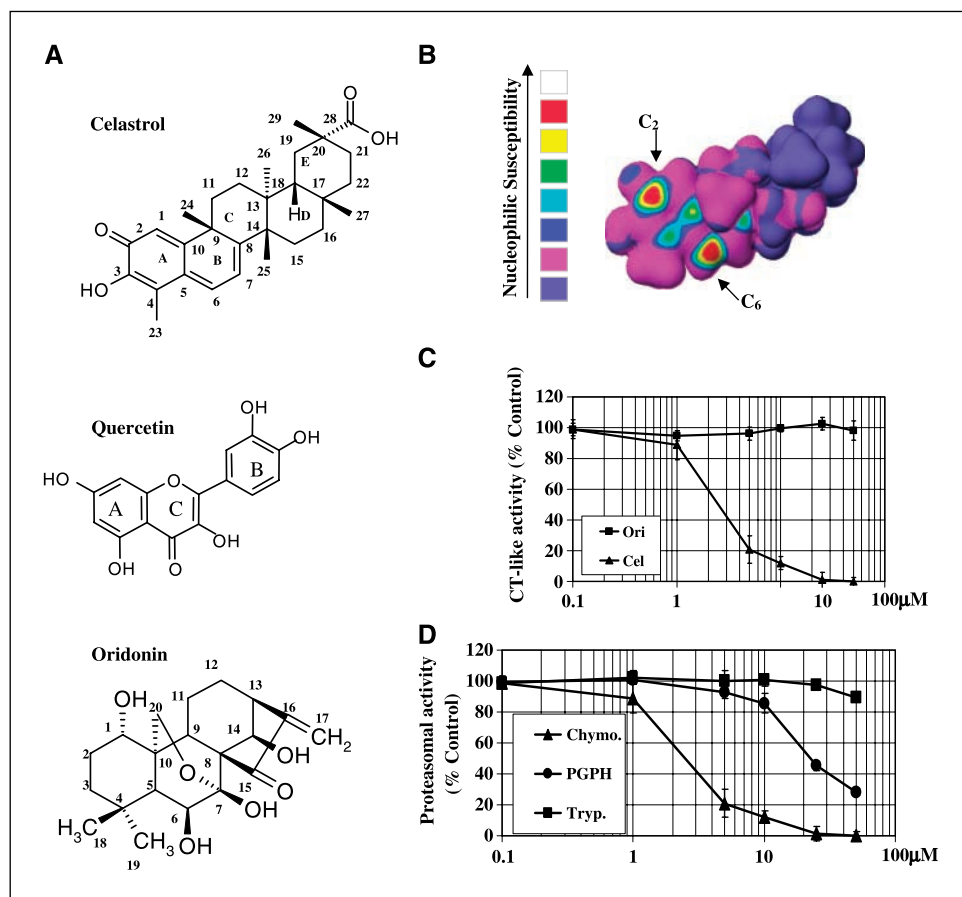 A
Celastrol
29
O
28
OH
19
20
21
26
E
12
18
17
22
11
24
13
H
D
27
O
2
1
C
14
16
9
10
8
15
A
B
25
3
5
7
HO
4
6
23
Quercetin
OH
OH
B
HO
O
A
C
OH
OH
O
Oridonin
12
13
11
16
OH
20
17
1
9
14
CH2
2
10
8
OH
O
O
3
5
15
4
7
OH
6
H3C
18
CH3
OH
19
B
Nucleophilic Susceptibility
C2
C6
C
CT-like activity (% Control)
120
100
80
60
40
20
0
Ori
Cel
0.1 1 10 100μM
D
Proteasomal activity
(% Control)
120
100
80
60
40
20
0
Chymo.
PGPH
Tryp.
0.1 1 10 100μM